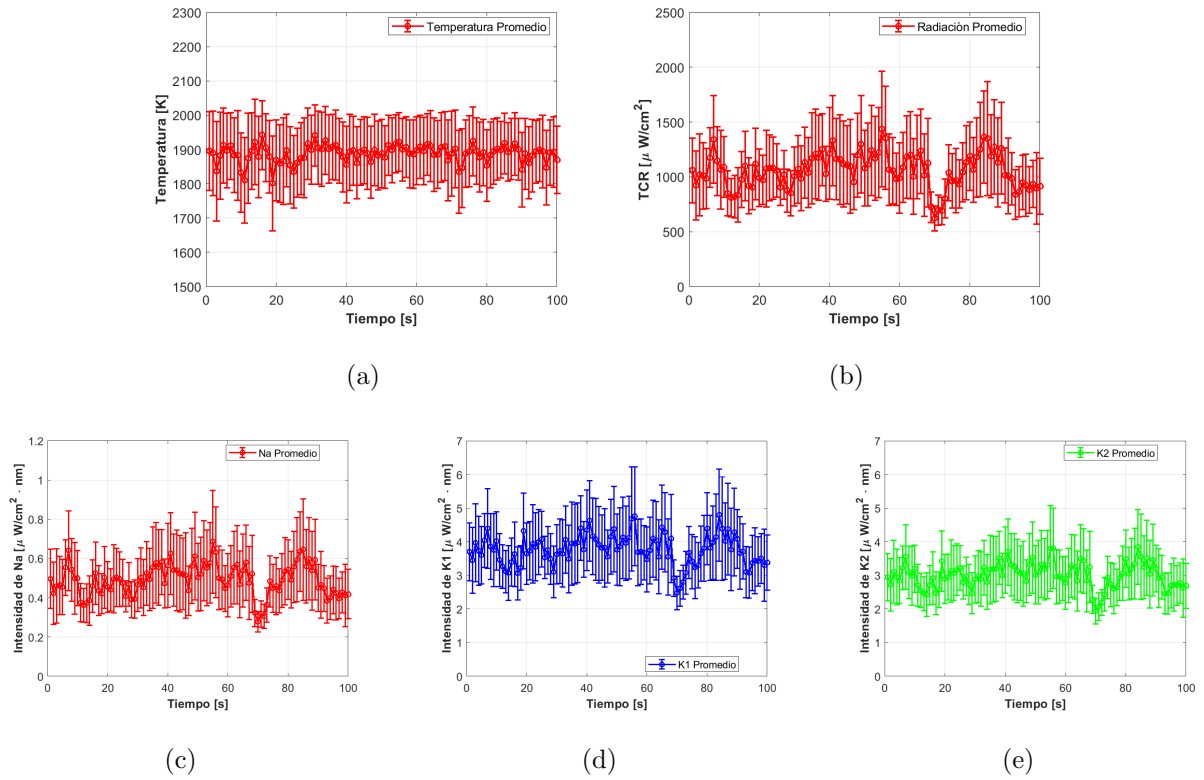 2300
2200
2100
2000
1900
1800
1700
1600
1500
Temperatura [K]
Temperatura Promedio
0 20 40 60 80 100
Tiempo [s]
(a)
2500
2000
1500
1000
500
0
TCR [μ W/cm²]
Radiación Promedio
0 20 40 60 80 100
Tiempo [s]
(b)
1.2
1
0.8
0.6
0.4
0.2
0
Intensidad de Na [μ W/cm² · nm]
Na Promedio
0 20 40 60 80 100
Tiempo [s]
(c)
7
6
5
4
3
2
1
0
Intensidad de K1 [μ W/cm² · nm]
K1 Promedio
0 20 40 60 80 100
Tiempo [s]
(d)
7
6
5
4
3
2
1
0
Intensidad de K2 [μ W/cm² · nm]
K2 Promedio
0 20 40 60 80 100
Tiempo [s]
(e)